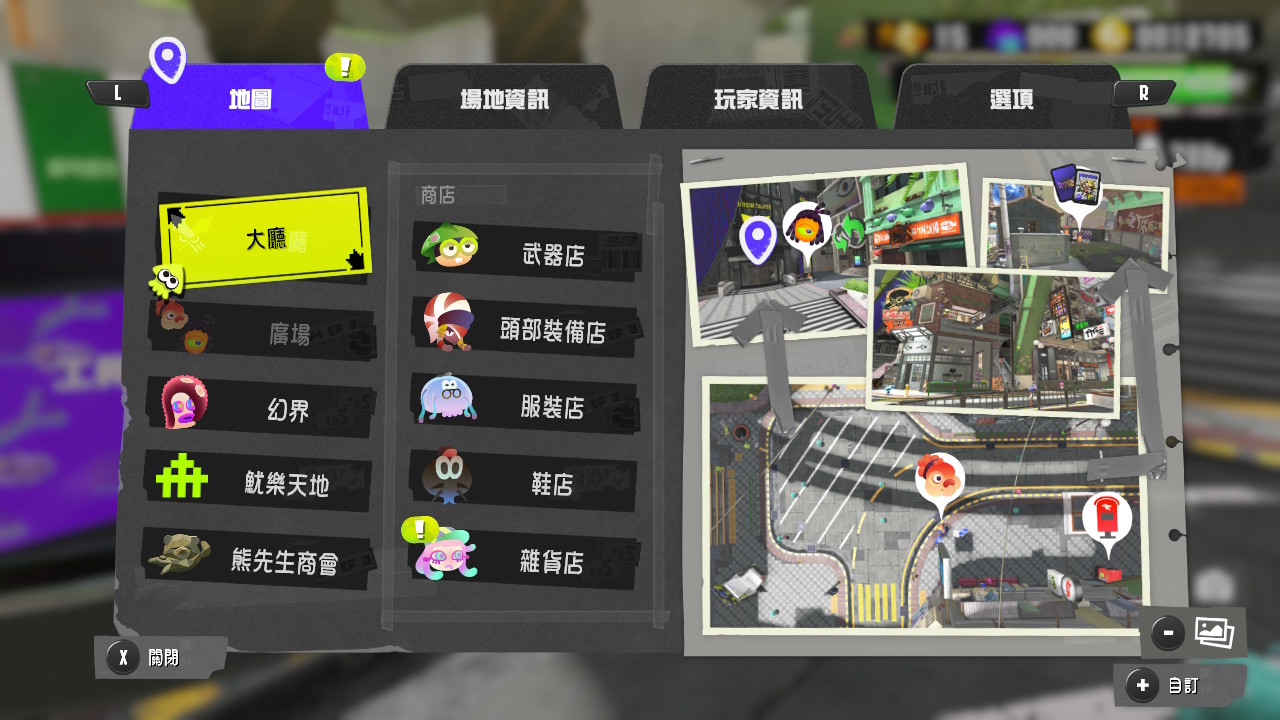 L
地圖
!
場地資訊
玩家資訊
選項
R
大廳
廣場
幻界
魷樂天地
熊先生商會
商店
武器店
頭部裝備店
服裝店
鞋店
!
雜貨店
X 關閉
-
+ 自訂